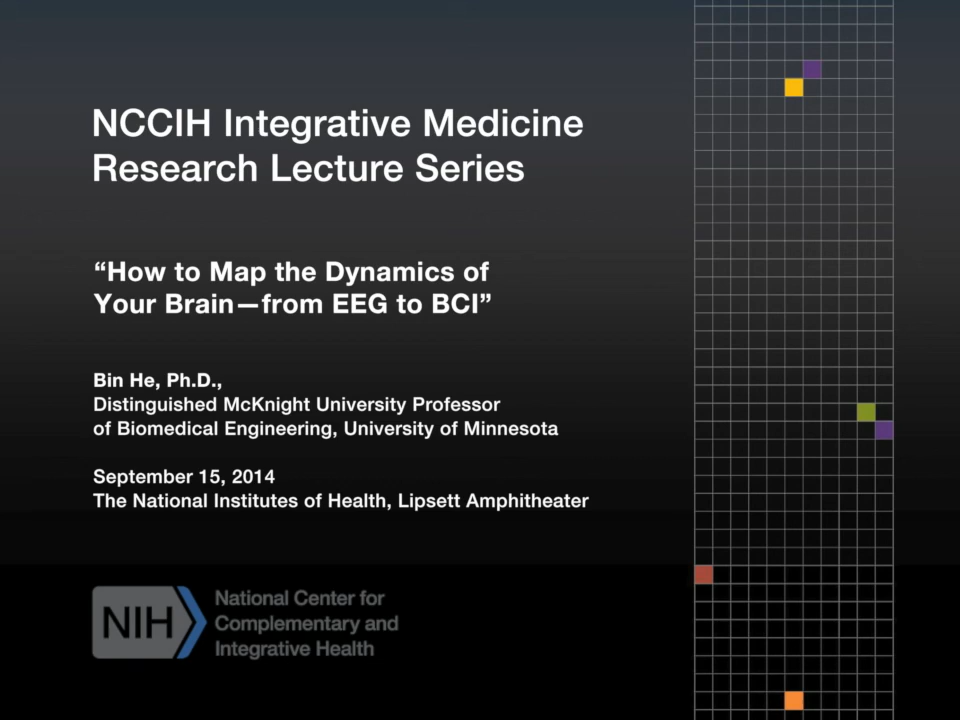 NCCIH Integrative Medicine
Research Lecture Series
“How to Map the Dynamics of
Your Brain—from EEG to BCI”
Bin He, Ph.D.,
Distinguished McKnight University Professor
of Biomedical Engineering, University of Minnesota
September 15, 2014
The National Institutes of Health, Lipsett Amphitheater
NIH
National Center for
Complementary and
Integrative Health